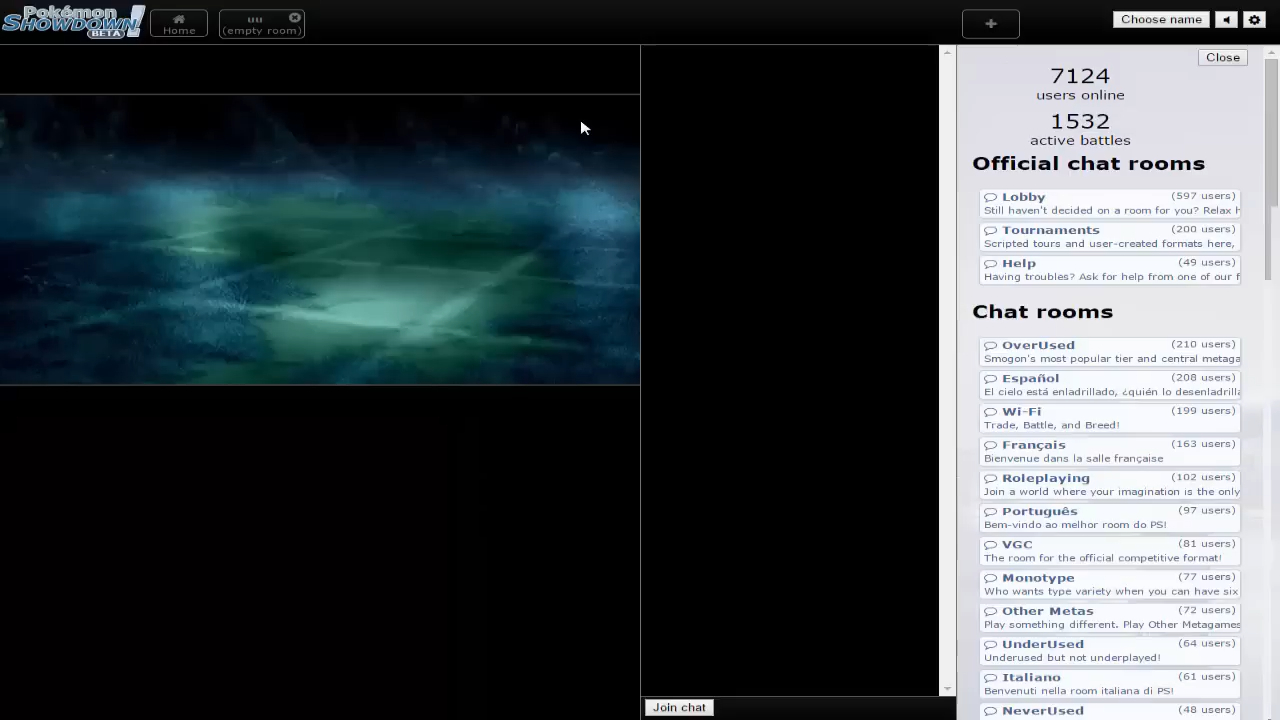 Pokémon
SHOWDOWN!
BETA
Home
uu
(empty room)
+
Choose name
Close
7124
users online
1532
active battles
Official chat rooms
Lobby (597 users)
Still haven't decided on a room for you? Relax h
Tournaments (200 users)
Scripted tours and user-created formats here,
Help (49 users)
Having troubles? Ask for help from one of our f
Chat rooms
OverUsed (210 users)
Smogon's most popular tier and central metaga
Español (208 users)
El cielo está enladrillado, ¿quién lo desenladrilla
Wi-Fi (199 users)
Trade, Battle, and Breed!
Français (163 users)
Bienvenue dans la salle française
Roleplaying (102 users)
Join a world where your imagination is the only
Português (97 users)
Bem-vindo ao melhor room do PS!
VGC (81 users)
The room for the official competitive format!
Monotype (77 users)
Who wants type variety when you can have six
Other Metas (72 users)
Play something different. Play Other Metagames
UnderUsed (64 users)
Underused but not underplayed!
Italiano (61 users)
Benvenuti nella room italiana di PS!
NeverUsed (48 users)
Join chat